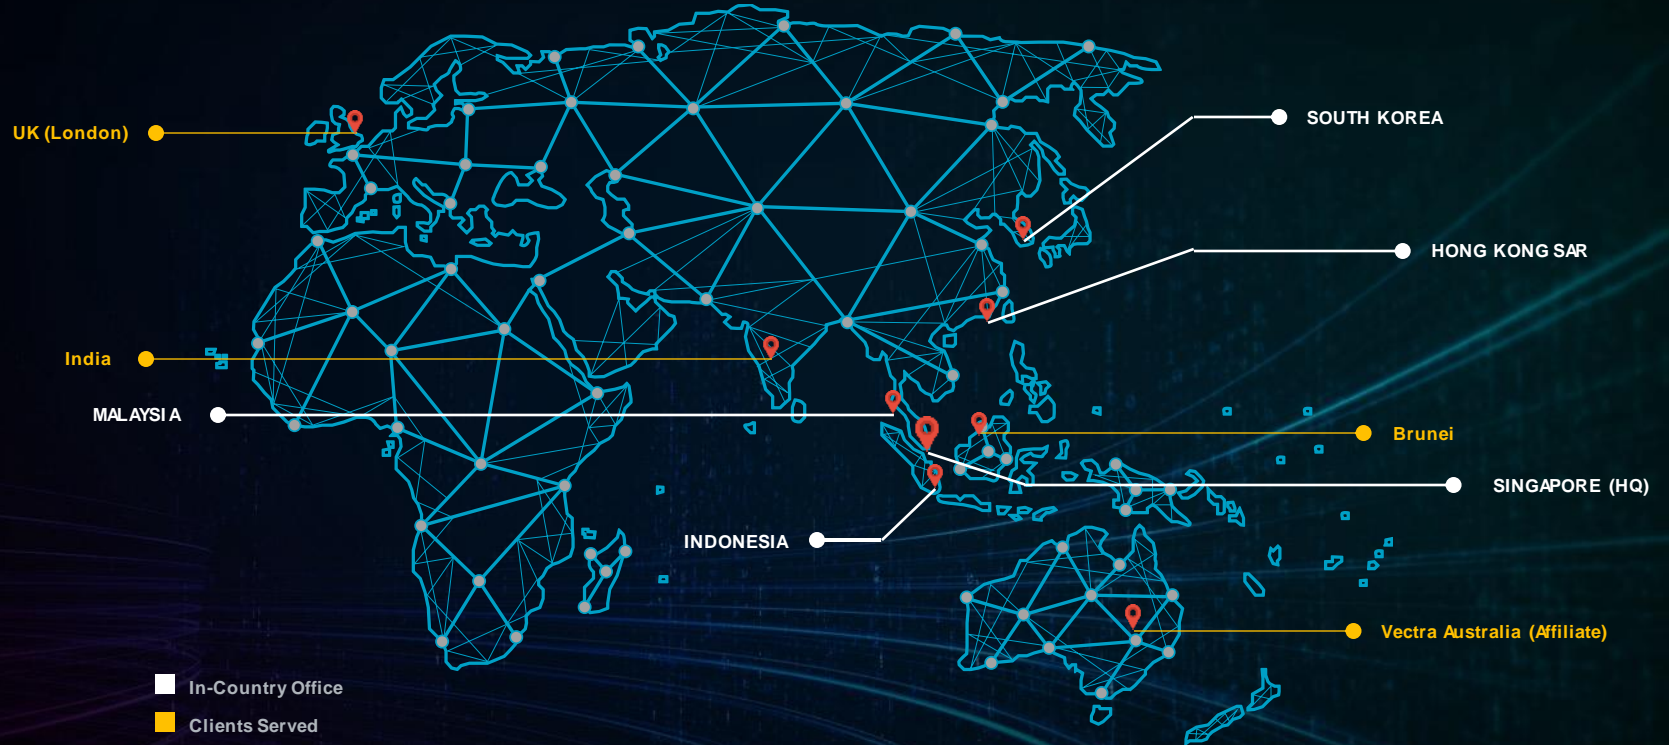 SOUTH KOREA
UK (London)
HONG KONG SAR
India
MALAYSIA
Brunei
SINGAPORE (HQ)
INDONESIA
Vectra Australia (Affiliate)
In-Country Office
Clients Served